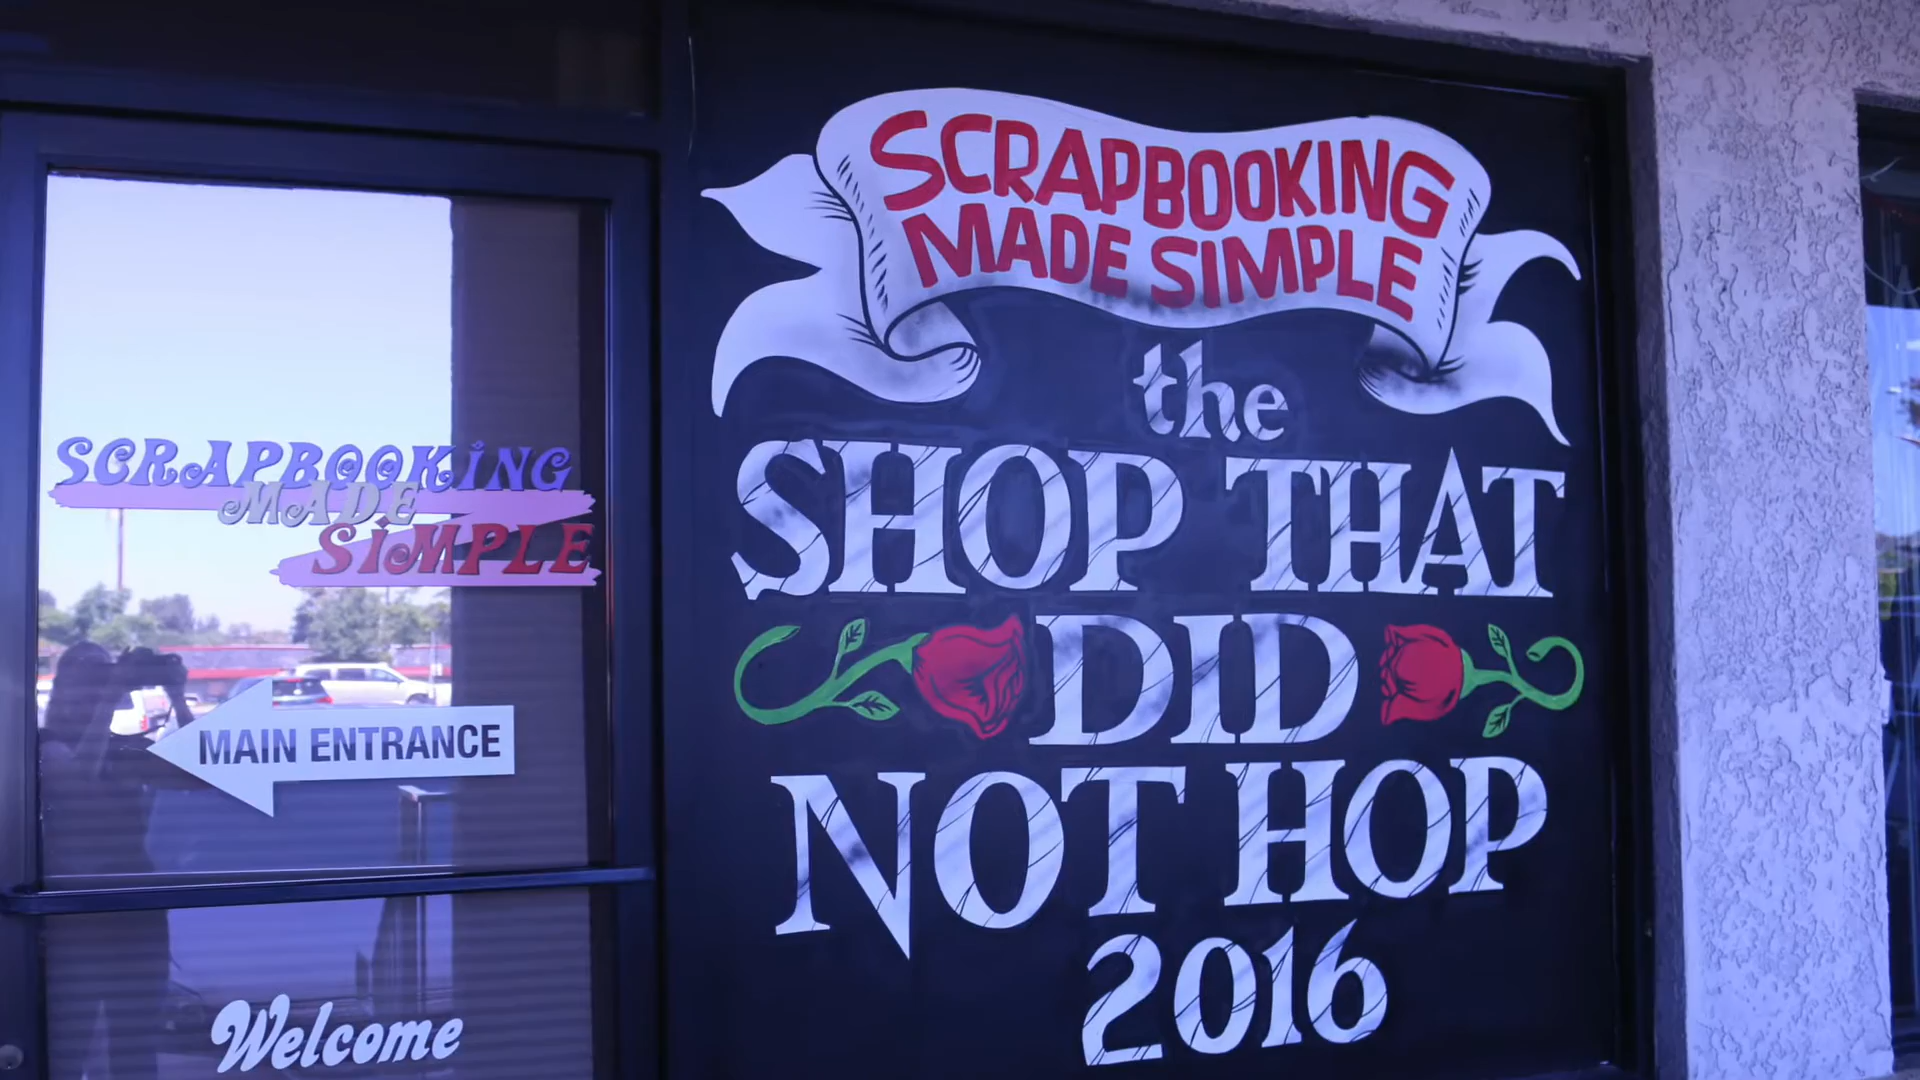 SCRAPBOOKING
MADE
SiMPLE
MAIN ENTRANCE
Welcome
SCRAPBOOKING
MADE SIMPLE
the
SHOP THAT
DID
NOT HOP
2016